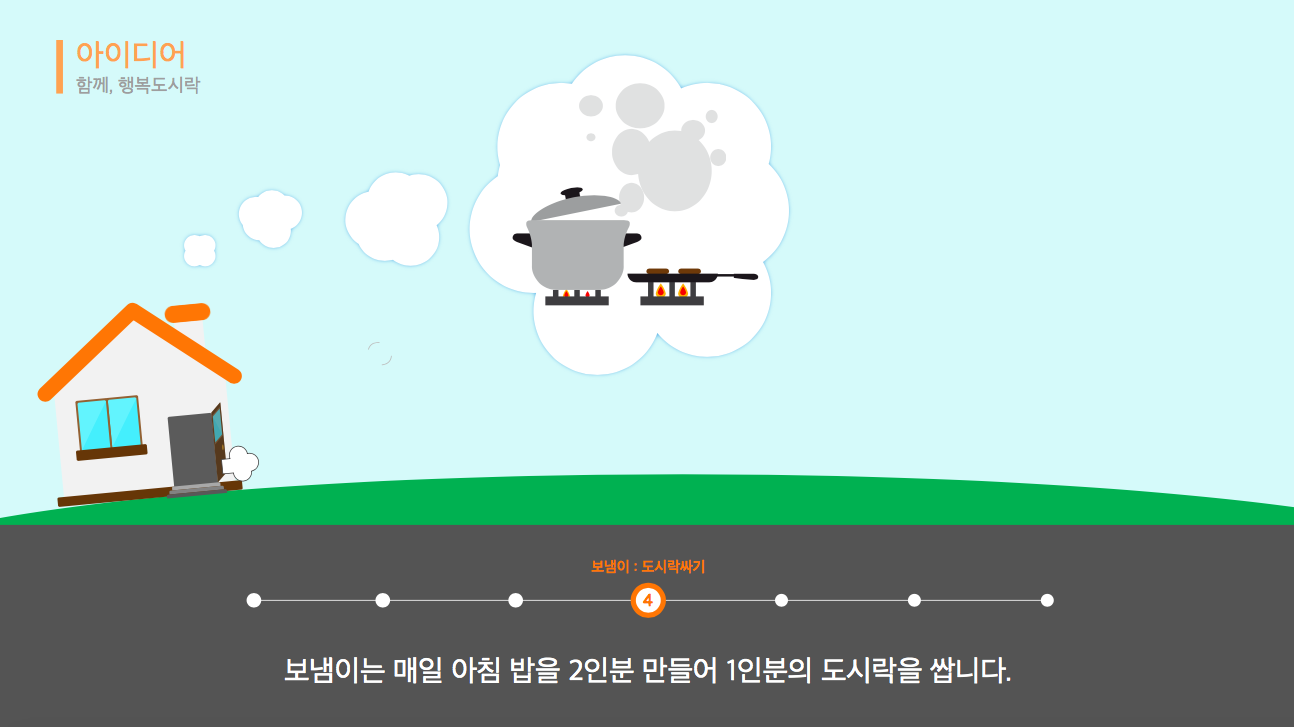 아이디어
함께, 행복도시락
보냄이 : 도시락싸기
4
보냄이는 매일 아침 밥을 2인분 만들어 1인분의 도시락을 쌉니다.